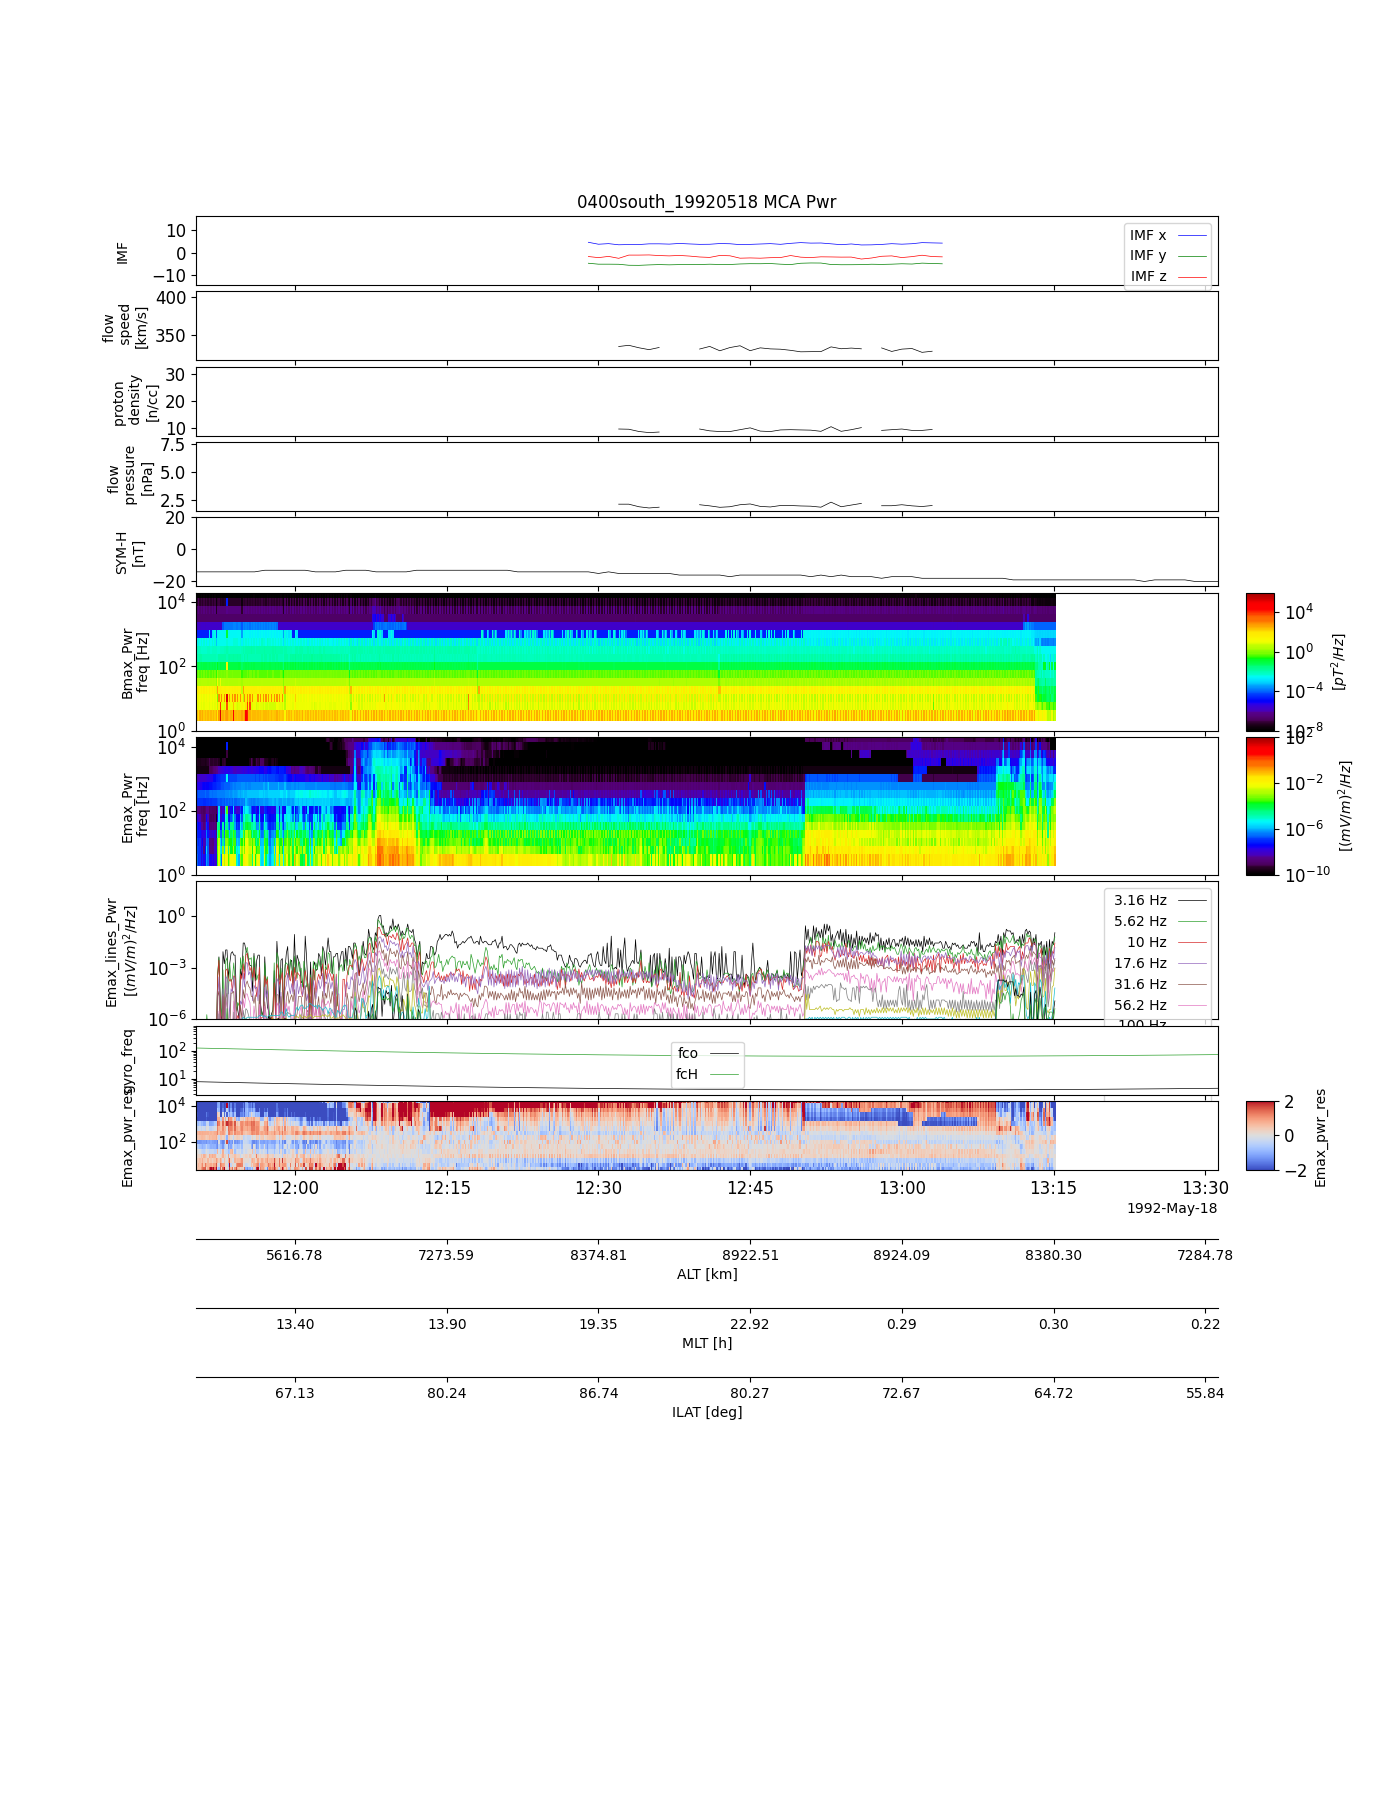 0400south_19920518 MCA Pwr
IMF
10
0
−10
IMF x
IMF y
IMF z
flow
speed
[km/s]
400
350
proton
density
[n/cc]
30
20
10
flow
pressure
[nPa]
7.5
5.0
2.5
SYM-H
[nT]
20
0
−20
Bmax_Pwr
freq [Hz]
10^4
10^2
10^0
10^4
10^0
10^-4
10^-8
[pT^2/Hz]
Emax_Pwr
freq [Hz]
10^4
10^2
10^0
10^2
10^-2
10^-6
10^-10
[(mV/m)^2/Hz]
Emax_lines_Pwr
[(mV/m)^2/Hz]
10^0
10^-3
10^-6
3.16 Hz
5.62 Hz
10 Hz
17.6 Hz
31.6 Hz
56.2 Hz
100 Hz
gyro_freq
10^2
10^1
fco
fcH
Emax_pwr_res
10^4
10^2
2
0
−2
Emax_pwr_res
12:00 12:15 12:30 12:45 13:00 13:15 13:30
1992-May-18
5616.78 7273.59 8374.81 8922.51 8924.09 8380.30 7284.78
ALT [km]
13.40 13.90 19.35 22.92 0.29 0.30 0.22
MLT [h]
67.13 80.24 86.74 80.27 72.67 64.72 55.84
ILAT [deg]